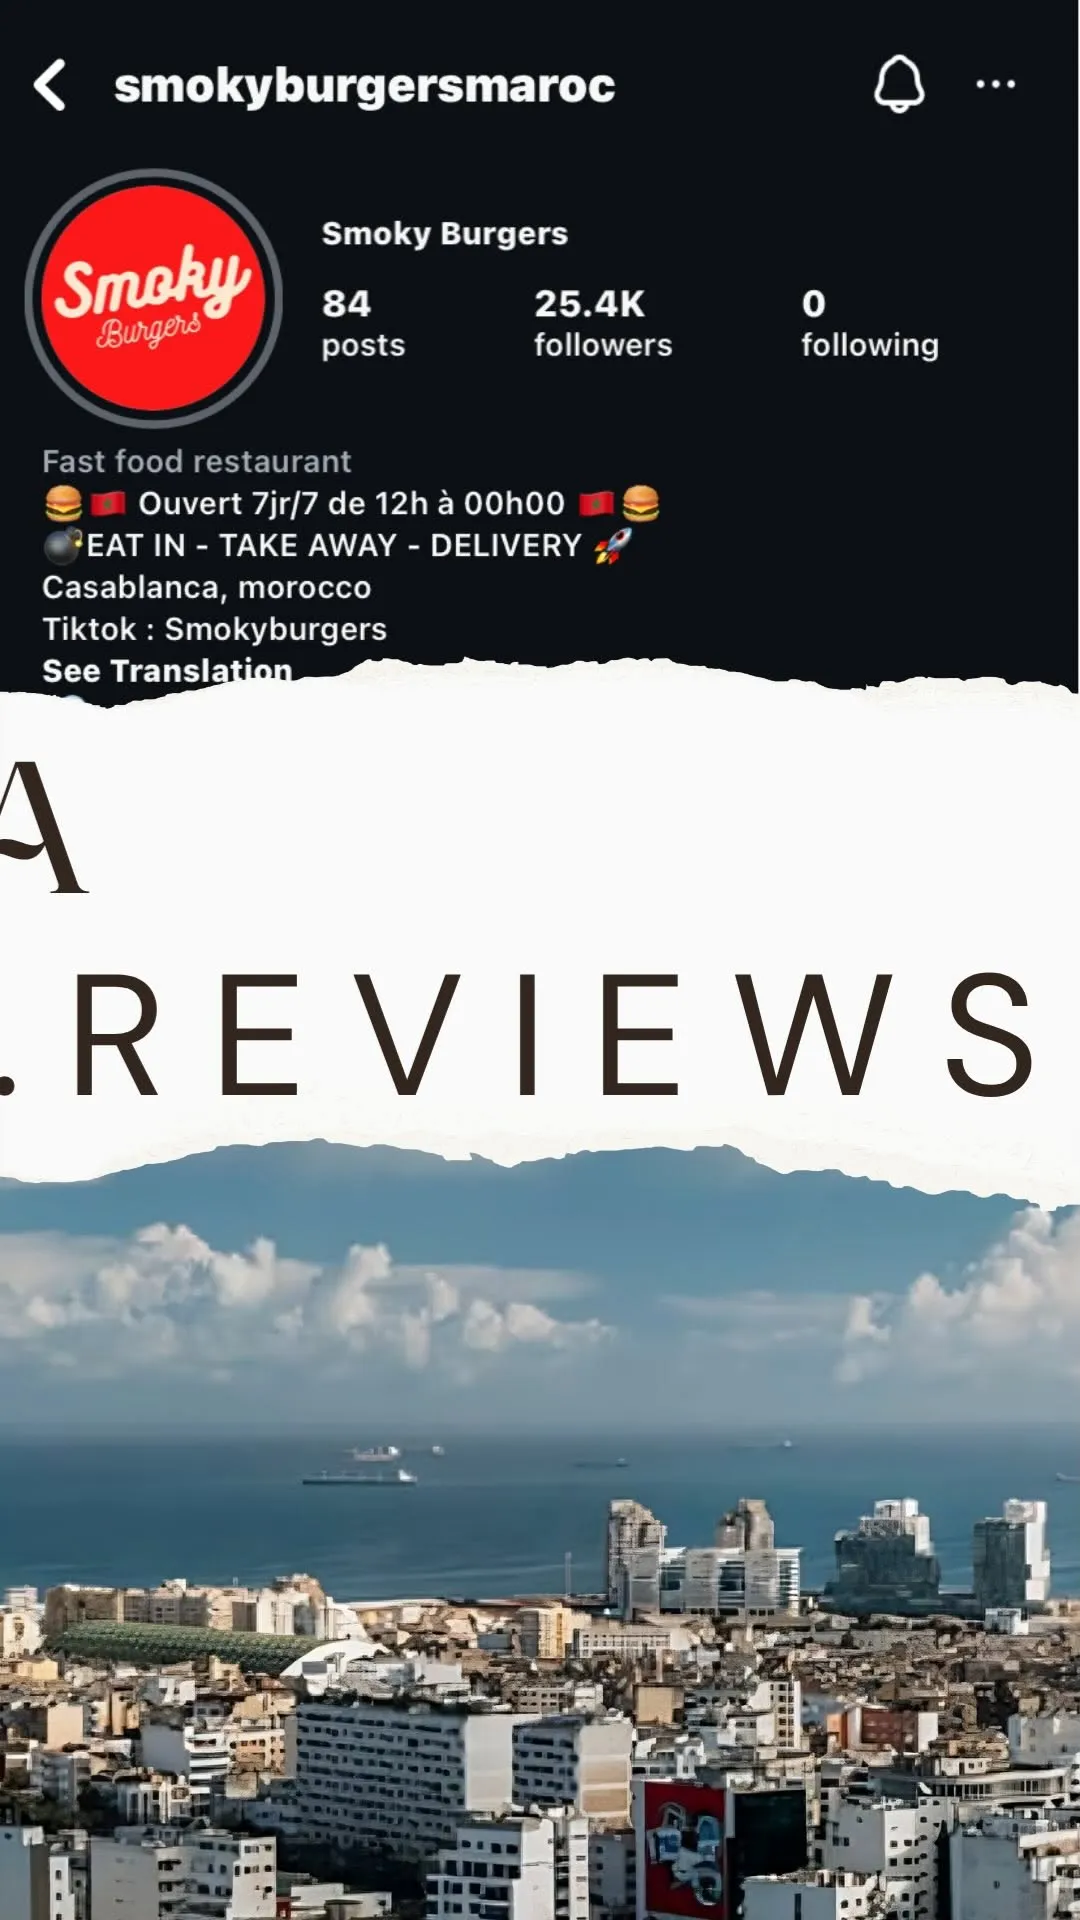 smokyburgersmaroc
Smoky
Burgers
Smoky Burgers
84 25.4K 0
posts followers following
Fast food restaurant
🍔🇲🇦 Ouvert 7jr/7 de 12h à 00h00 🇲🇦🍔
💣EAT IN - TAKE AWAY - DELIVERY 🚀
Casablanca, morocco
Tiktok : Smokyburgers
See Translation
A
.REVIEWS